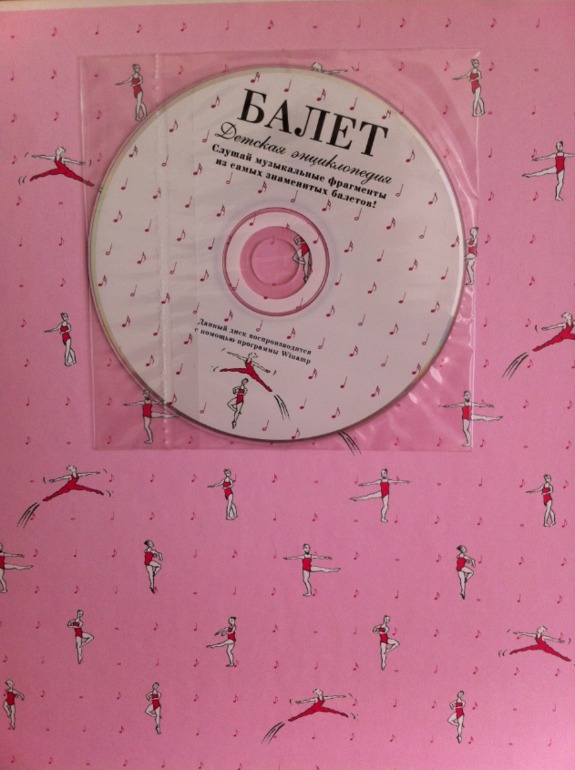 БАЛЕТ
Детская энциклопедия
Слушай музыкальные фрагменты
из самых знаменитых балетов!
Данный диск воспроизводится
с помощью программы Winamp